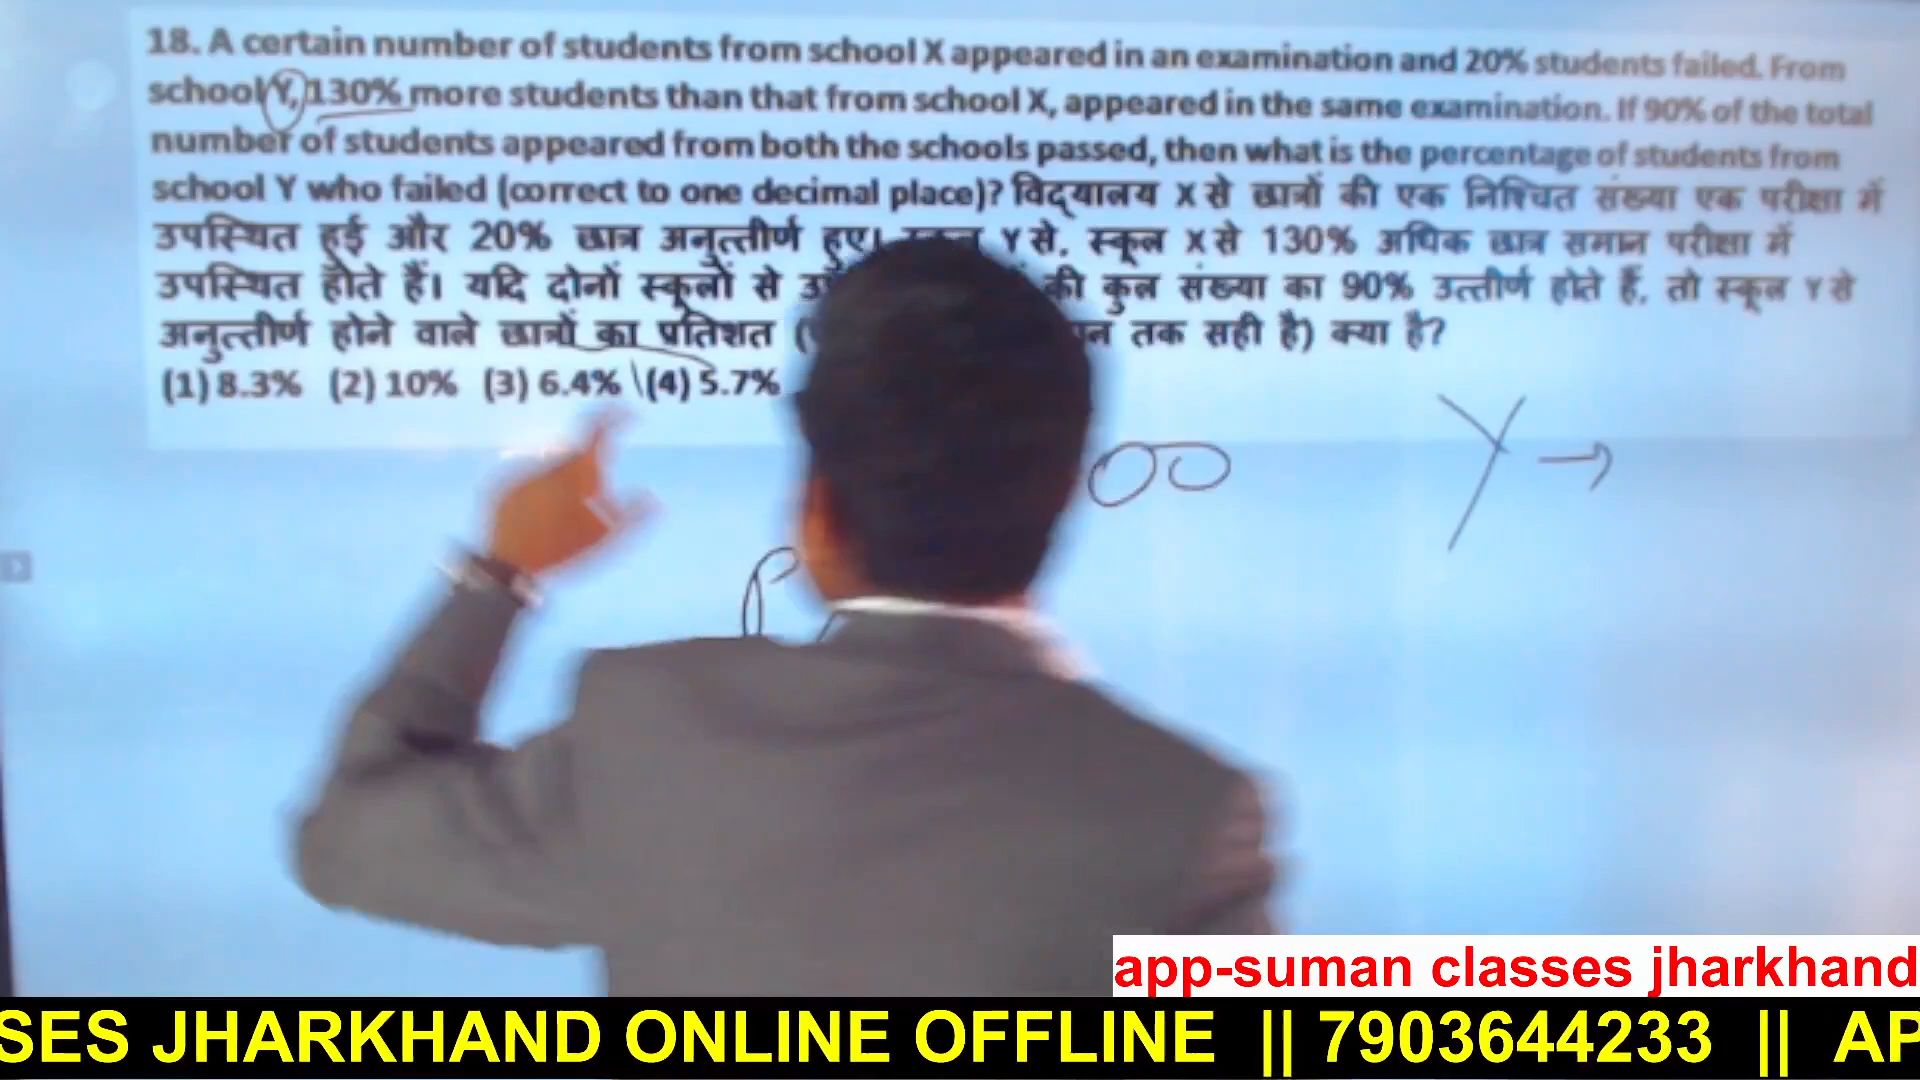 18. A certain number of students from school X appeared in an examination and 20% students failed. From
school Y, 130% more students than that from school X, appeared in the same examination. If 90% of the total
number of students appeared from both the schools passed, then what is the percentage of students from
school Y who failed (correct to one decimal place)? विद्यालय X से छात्रों की एक निश्चित संख्या एक परीक्षा में
उपस्थित हुई और 20% छात्र अनुत्तीर्ण हुए। स्कूल Y से, स्कूल X से 130% अधिक छात्र समान परीक्षा में
उपस्थित होते हैं। यदि दोनों स्कूलों से की कुल संख्या का 90% उत्तीर्ण होते हैं, तो स्कूल Y से
अनुत्तीर्ण होने वाले छात्रों का प्रतिशत ( तक सही है) क्या है?
(1) 8.3% (2) 10% (3) 6.4% (4) 5.7%
00 Y →
P
app-suman classes jharkhand
SES JHARKHAND ONLINE OFFLINE || 7903644233 || AP